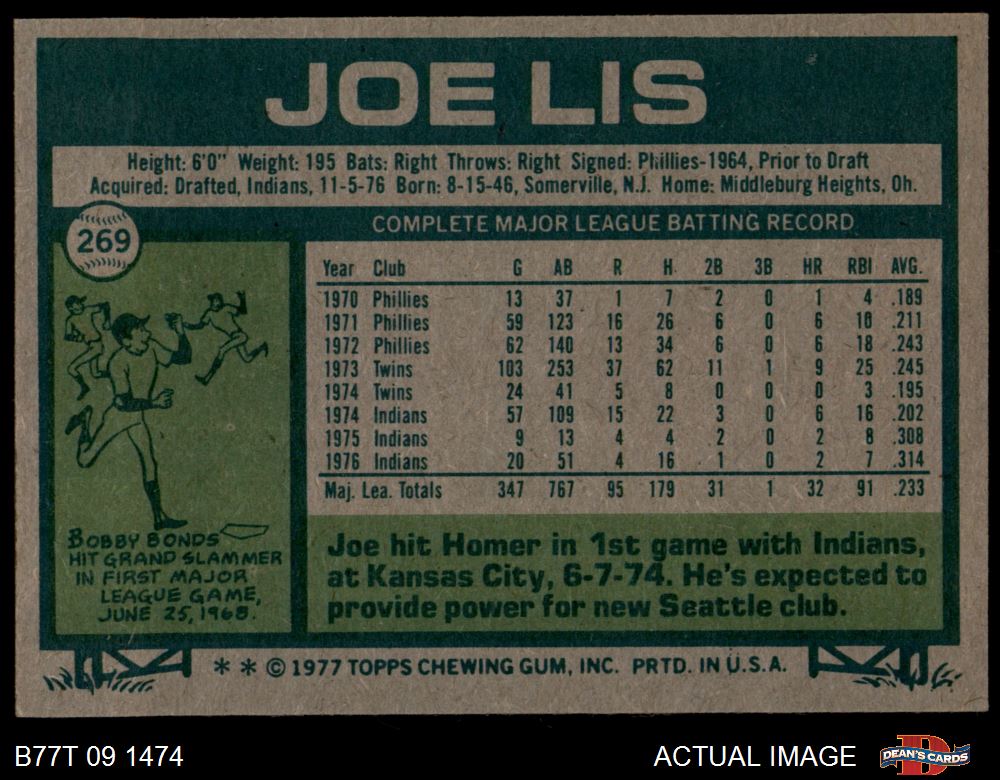 JOE LIS
Height: 6'0" Weight: 195 Bats: Right Throws: Right Signed: Phillies-1964, Prior to Draft
Acquired: Drafted, Indians, 11-5-76 Born: 8-15-46, Somerville, N.J. Home: Middleburg Heights, Oh.
269
COMPLETE MAJOR LEAGUE BATTING RECORD
Year Club G AB R H 2B 3B HR RBI AVG.
1970 Phillies 13 37 1 7 2 0 1 4 .189
1971 Phillies 59 123 16 26 6 0 6 10 .211
1972 Phillies 62 140 13 34 6 0 6 18 .243
1973 Twins 103 253 37 62 11 1 9 25 .245
1974 Twins 24 41 5 8 0 0 0 3 .195
1974 Indians 57 109 15 22 3 0 6 16 .202
1975 Indians 9 13 4 4 2 0 2 8 .308
1976 Indians 20 51 4 16 1 0 2 7 .314
Maj. Lea. Totals 347 767 95 179 31 1 32 91 .233
BOBBY BONDS
HIT GRAND SLAMMER
IN FIRST MAJOR
LEAGUE GAME,
JUNE 25, 1968.
Joe hit Homer in 1st game with Indians,
at Kansas City, 6-7-74. He's expected to
provide power for new Seattle club.
* * © 1977 TOPPS CHEWING GUM, INC. PRTD. IN U.S.A.
B77T 09 1474
ACTUAL IMAGE
DEAN'S CARDS